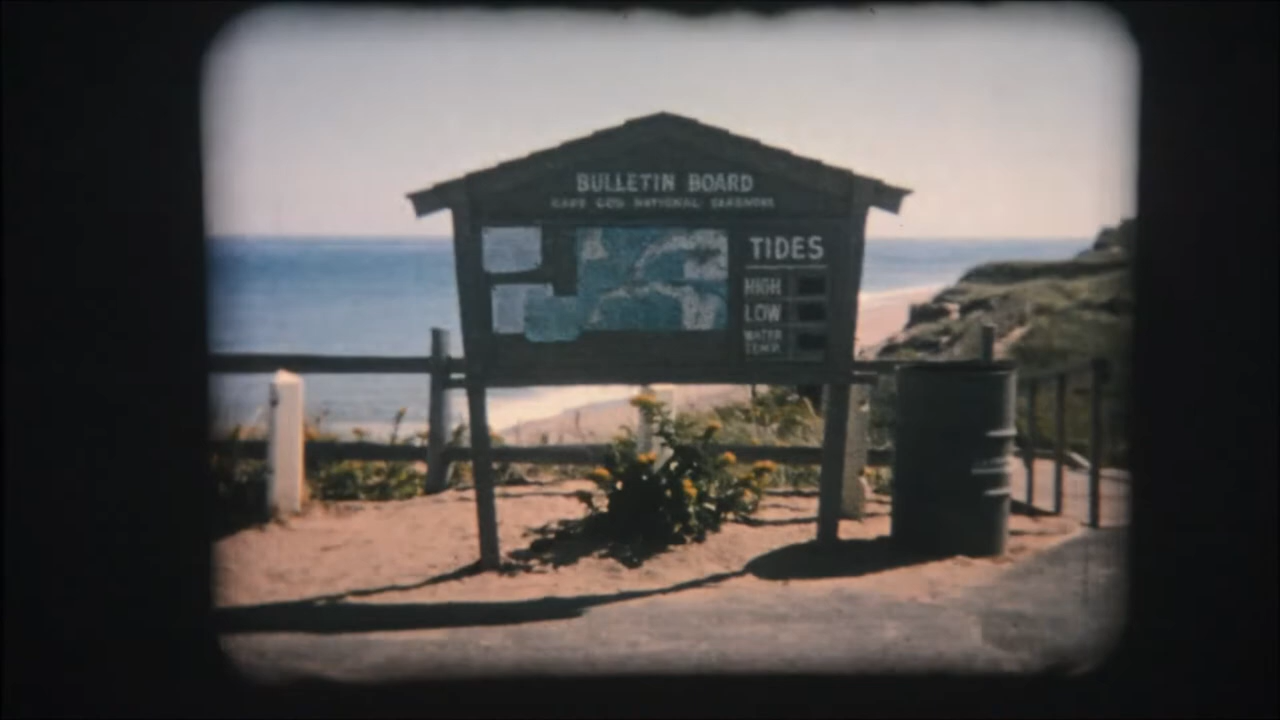 BULLETIN BOARD
CAPE COD NATIONAL SEASHORE
TIDES
HIGH
LOW
WATER
TEMP.